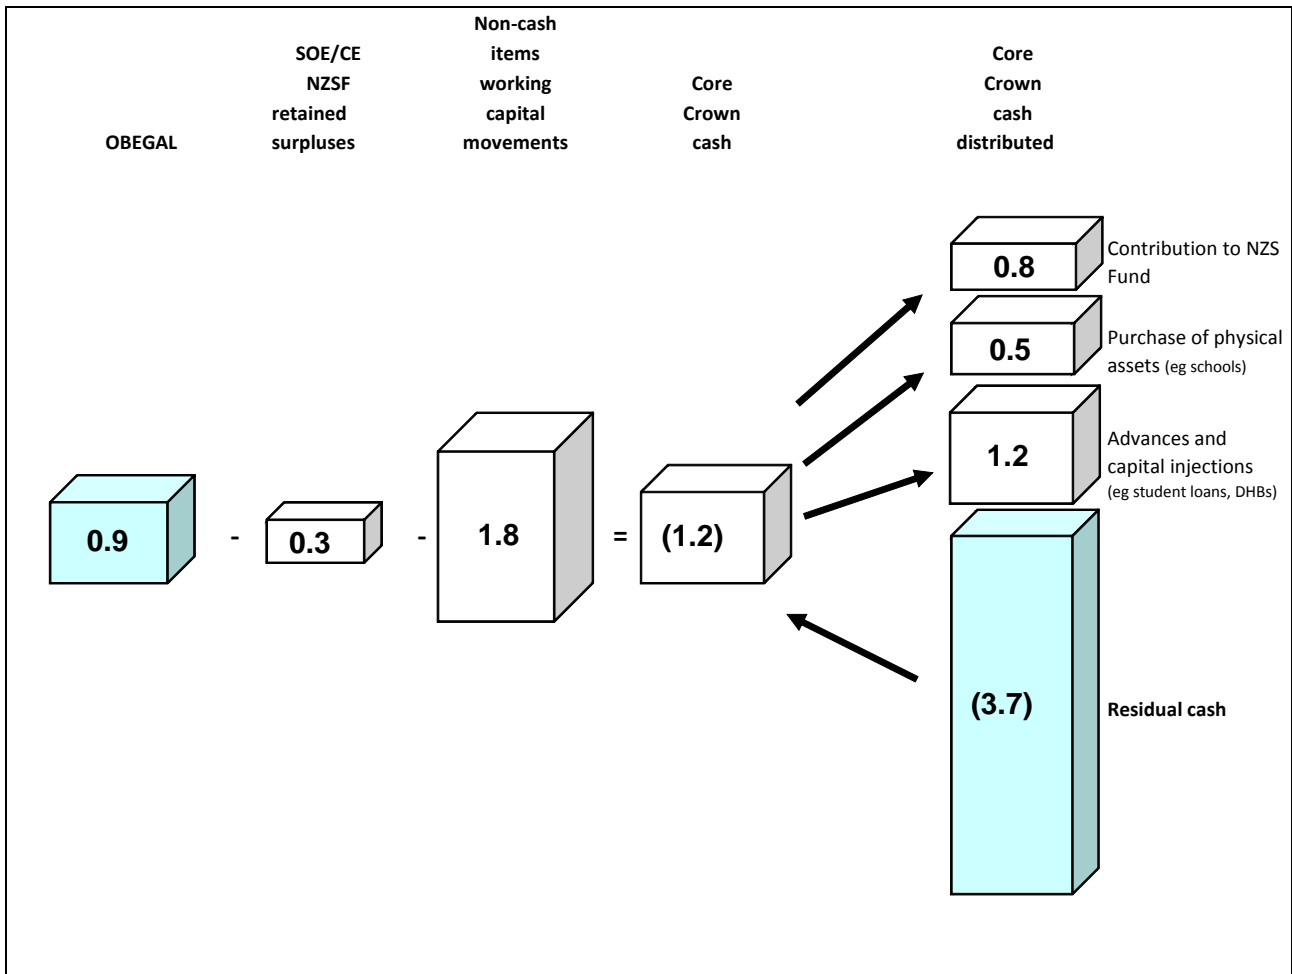 OBEGAL
SOE/CE
NZSF
retained
surpluses
Non-cash
items
working
capital
movements
Core
Crown
cash
Core
Crown
cash
distributed
0.9
-
0.3
-
1.8
=
(1.2)
0.8
Contribution to NZS
Fund
0.5
Purchase of physical
assets (eg schools)
1.2
Advances and
capital injections
(eg student loans, DHBs)
(3.7)
Residual cash